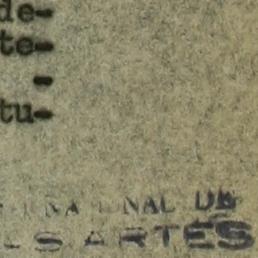 de-
te-
-
tu-
NAL DE
ARTES